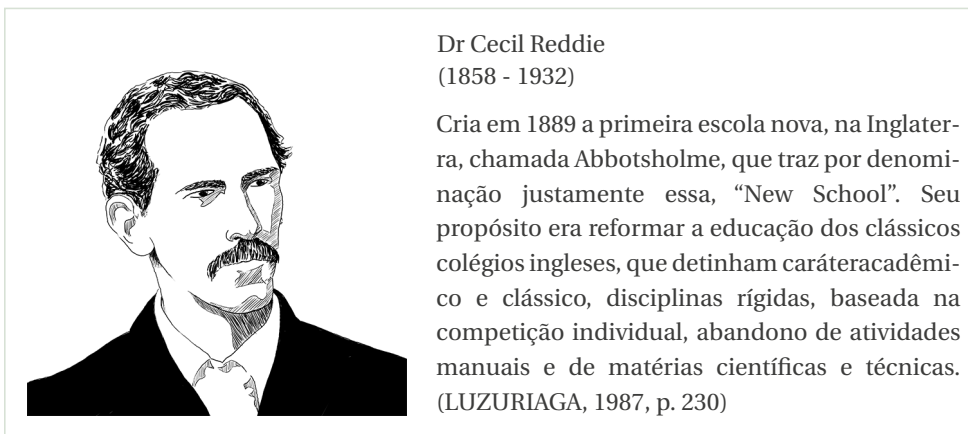 Dr Cecil Reddie
(1858 - 1932)
Cria em 1889 a primeira escola nova, na Inglater-
ra, chamada Abbotsholme, que traz por denomi-
nação justamente essa, “New School”. Seu
propósito era reformar a educação dos clássicos
colégios ingleses, que detinham caráteracadêmi-
co e clássico, disciplinas rígidas, baseada na
competição individual, abandono de atividades
manuais e de matérias científicas e técnicas.
(LUZURIAGA, 1987, p. 230)